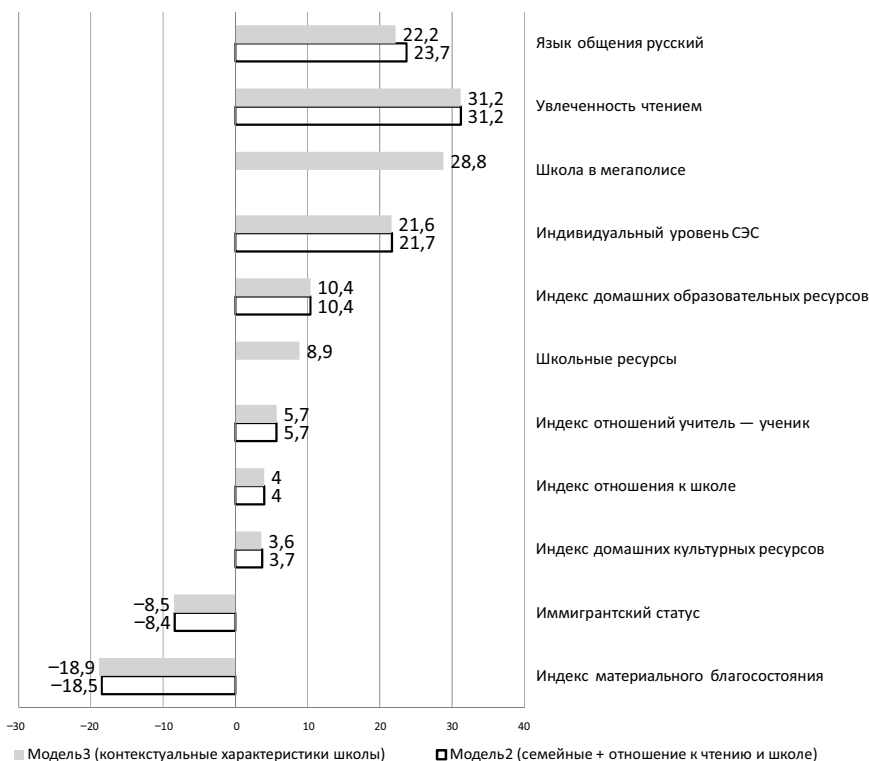 22,2
23,7
Язык общения русский
31,2
31,2
Увлеченность чтением
28,8
Школа в мегаполисе
21,6
21,7
Индивидуальный уровень СЭС
10,4
10,4
Индекс домашних образовательных ресурсов
8,9
Школьные ресурсы
5,7
5,7
Индекс отношений учитель — ученик
4
4
Индекс отношения к школе
3,6
3,7
Индекс домашних культурных ресурсов
−8,5
−8,4
Иммигрантский статус
−18,9
−18,5
Индекс материального благосостояния
−30 −20 −10 0 10 20 30 40
Модель3 (контекстуальные характеристики школы) Модель2 (семейные + отношение к чтению и школе)